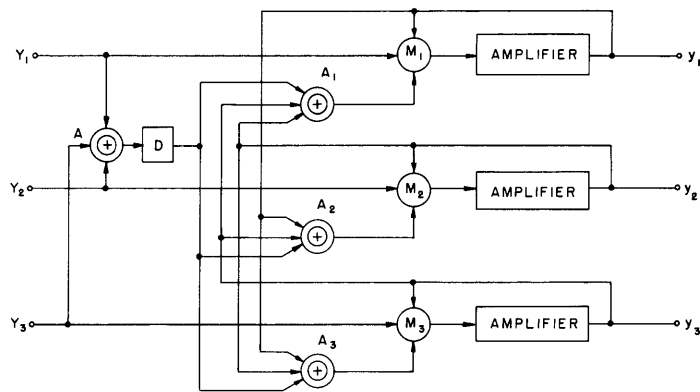 Y₁
M₁
AMPLIFIER
y₁
A₁
+
A
+
D
Y₂
M₂
AMPLIFIER
y₂
A₂
+
Y₃
M₃
AMPLIFIER
y₃
A₃
+